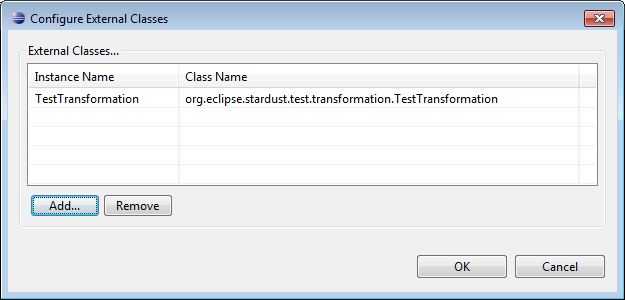 Configure External Classes
External Classes...
Instance Name Class Name
TestTransformation org.eclipse.stardust.test.transformation.TestTransformation
Add... Remove
OK Cancel